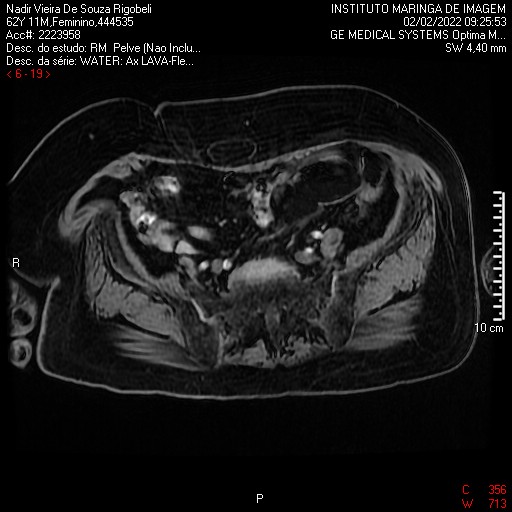 Nadir Vieira De Souza Rigobeli
62Y 11M,Feminino,444535
Acc#: 2223958
Desc. do estudo: RM Pelve (Nao Inclu...
Desc. da série: WATER: Ax LAVA-Fle...
< 6 - 19 >
INSTITUTO MARINGA DE IMAGEM
02/02/2022 09:25:53
GE MEDICAL SYSTEMS Optima M...
SW 4,40 mm
R
10 cm
P
C 356
W 713